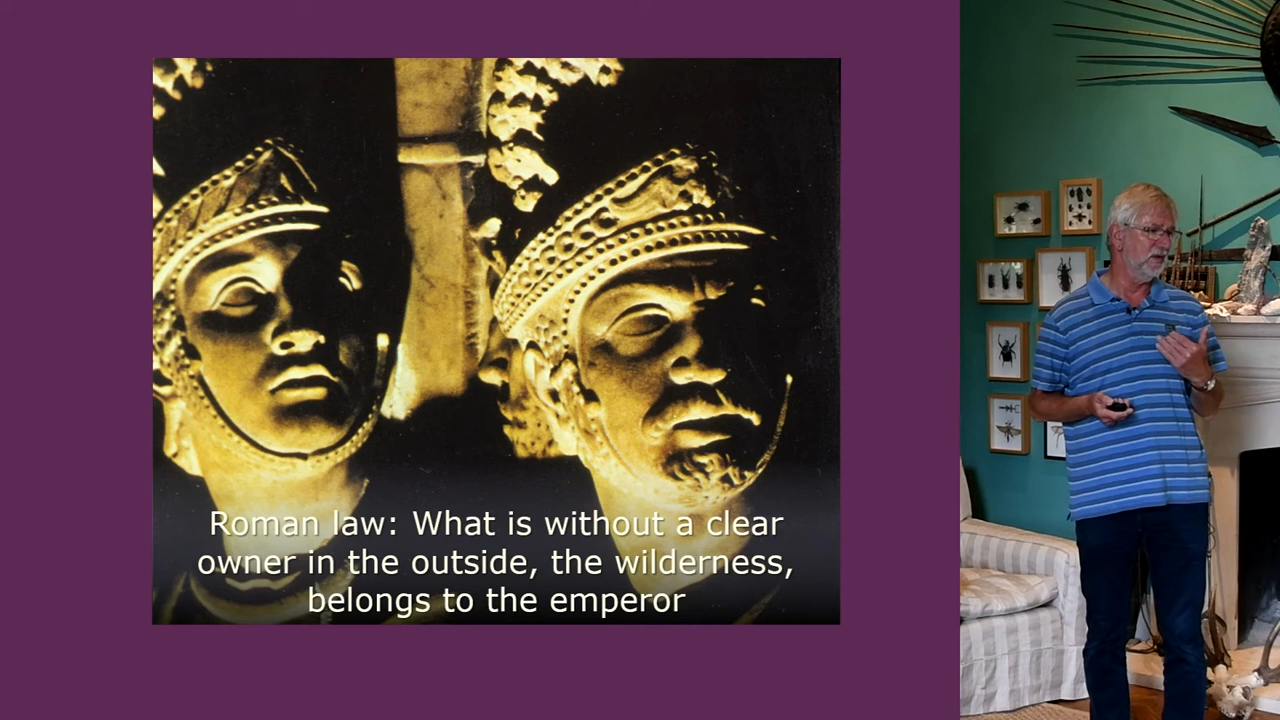 Roman law: What is without a clear
owner in the outside, the wilderness,
belongs to the emperor